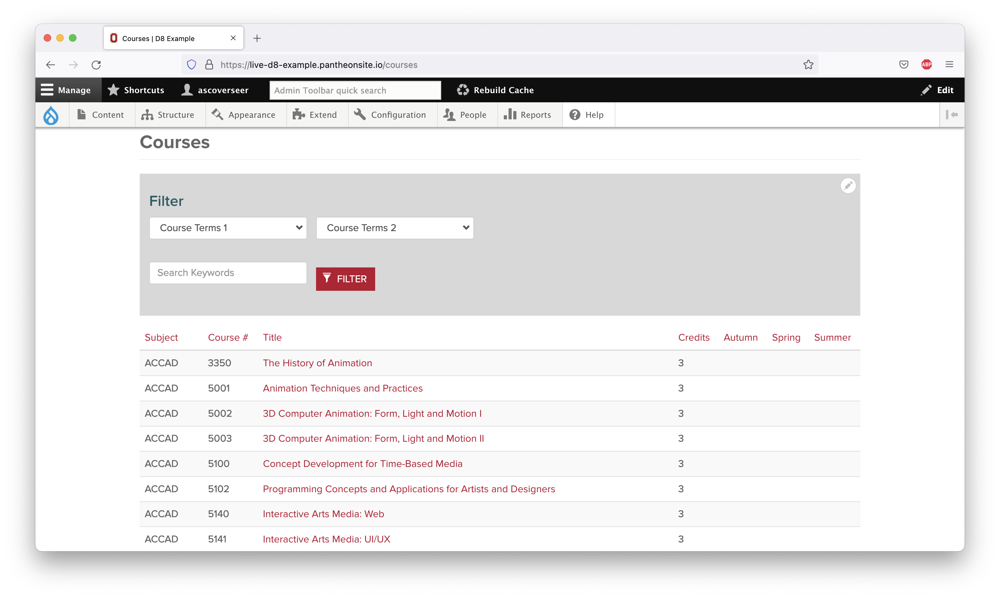 Courses | D8 Example
https://live-d8-example.pantheonsite.io/courses
ABP
Manage Shortcuts ascoverseer Admin Toolbar quick search Rebuild Cache Edit
Content Structure Appearance Extend Configuration People Reports Help
Courses
Filter
Course Terms 1 Course Terms 2
Search Keywords FILTER
Subject Course # Title Credits Autumn Spring Summer
ACCAD 3350 The History of Animation 3
ACCAD 5001 Animation Techniques and Practices 3
ACCAD 5002 3D Computer Animation: Form, Light and Motion I 3
ACCAD 5003 3D Computer Animation: Form, Light and Motion II 3
ACCAD 5100 Concept Development for Time-Based Media 3
ACCAD 5102 Programming Concepts and Applications for Artists and Designers 3
ACCAD 5140 Interactive Arts Media: Web 3
ACCAD 5141 Interactive Arts Media: UI/UX 3